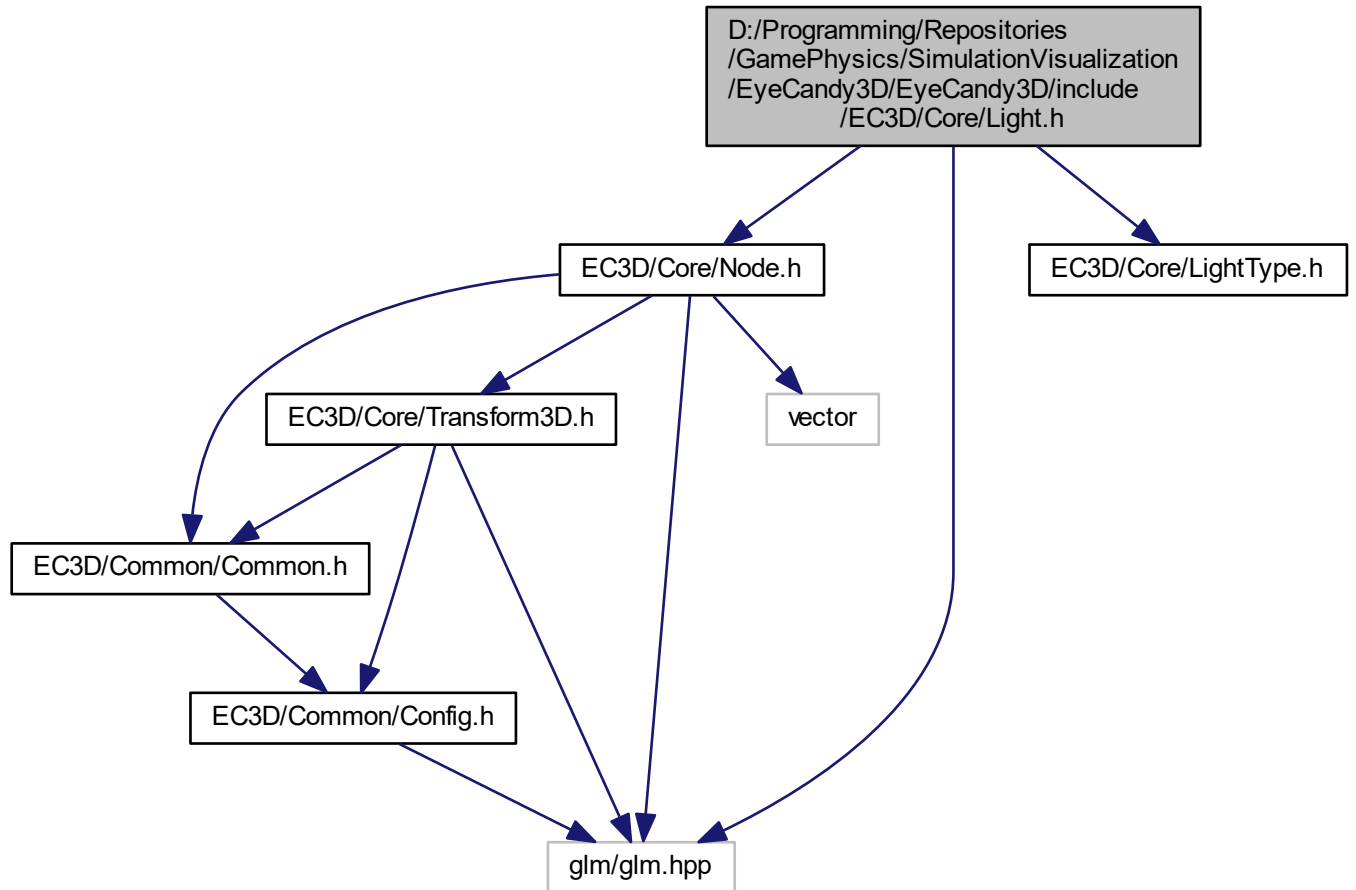 D:/Programming/Repositories
/GamePhysics/SimulationVisualization
/EyeCandy3D/EyeCandy3D/include
/EC3D/Core/Light.h
EC3D/Core/Node.h
EC3D/Core/LightType.h
EC3D/Core/Transform3D.h
vector
EC3D/Common/Common.h
EC3D/Common/Config.h
glm/glm.hpp